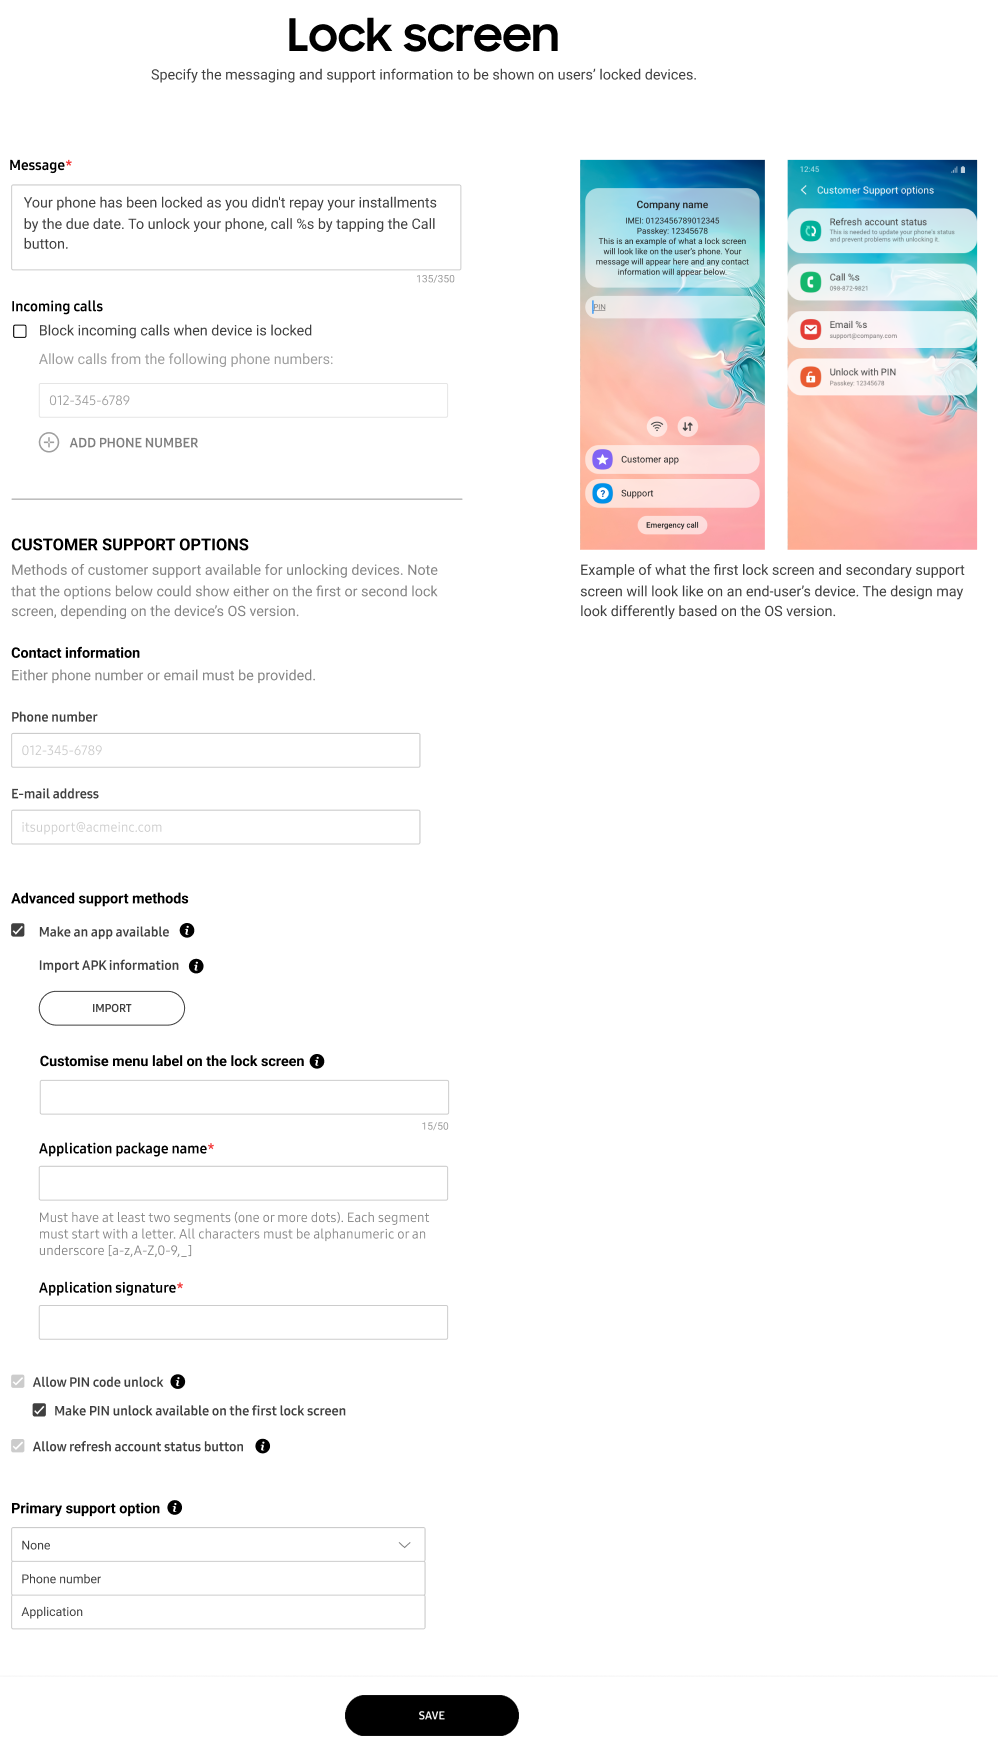 Lock screen
Specify the messaging and support information to be shown on users' locked devices.
Message*
Your phone has been locked as you didn't repay your installments
by the due date. To unlock your phone, call %s by tapping the Call
button.
135/350
Incoming calls
Block incoming calls when device is locked
Allow calls from the following phone numbers:
012-345-6789
ADD PHONE NUMBER
CUSTOMER SUPPORT OPTIONS
Methods of customer support available for unlocking devices. Note
that the options below could show either on the first or second lock
screen, depending on the device's OS version.
Contact information
Either phone number or email must be provided.
Phone number
012-345-6789
E-mail address
itsupport@acmeinc.com
Advanced support methods
Make an app available
Import APK information
IMPORT
Customise menu label on the lock screen
15/50
Application package name*
Must have at least two segments (one or more dots). Each segment
must start with a letter. All characters must be alphanumeric or an
underscore [a-z,A-Z,0-9,_]
Application signature*
Allow PIN code unlock
Make PIN unlock available on the first lock screen
Allow refresh account status button
Primary support option
None
Phone number
Application
SAVE
Company name
IMEI: 0123456789012345
Passkey: 12345678
This is an example of what a lock screen
will look like on the user's phone. Your
message will appear here and any contact
information will appear below.
PIN
Customer app
Support
Emergency call
12:45
Customer Support options
Refresh account status
This is needed to update your phone's status
and prevent problems with unlocking it.
Call %s
098-872-9821
Email %s
support@company.com
Unlock with PIN
Passkey: 12345678
Example of what the first lock screen and secondary support
screen will look like on an end-user's device. The design may
look differently based on the OS version.